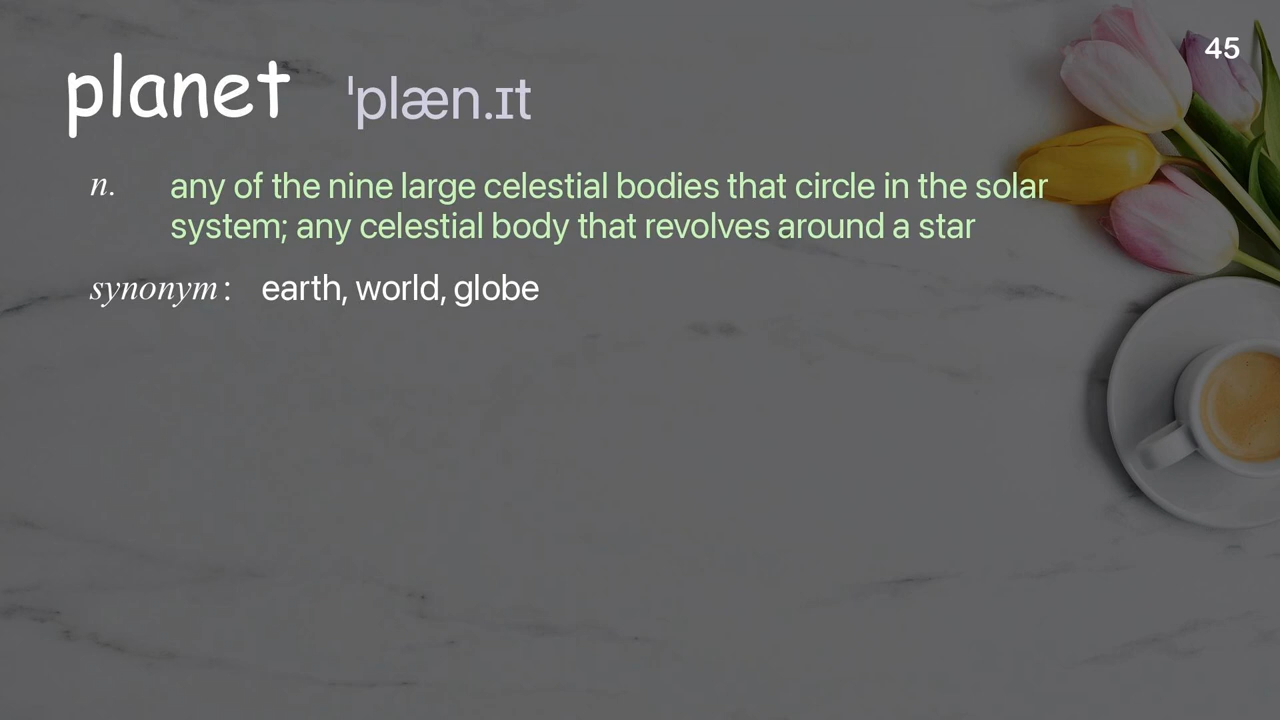 45
planet ˈplæn.ɪt
n. any of the nine large celestial bodies that circle in the solar
system; any celestial body that revolves around a star
synonym: earth, world, globe